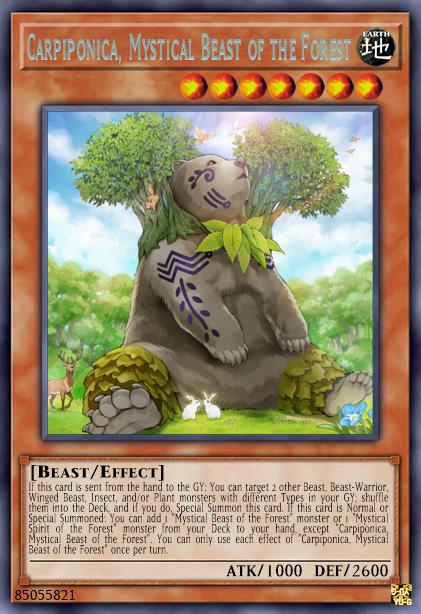 Carpiponica, Mystical Beast of the Forest
EARTH
地
[Beast/Effect]
If this card is sent from the hand to the GY: You can target 2 other Beast, Beast-Warrior,
Winged Beast, Insect, and/or Plant monsters with different Types in your GY; shuffle
them into the Deck, and if you do, Special Summon this card. If this card is Normal or
Special Summoned: You can add 1 "Mystical Beast of the Forest" monster or 1 "Mystical
Spirit of the Forest" monster from your Deck to your hand, except "Carpiponica,
Mystical Beast of the Forest". You can only use each effect of "Carpiponica, Mystical
Beast of the Forest" once per turn.
ATK/1000 DEF/2600
85055821